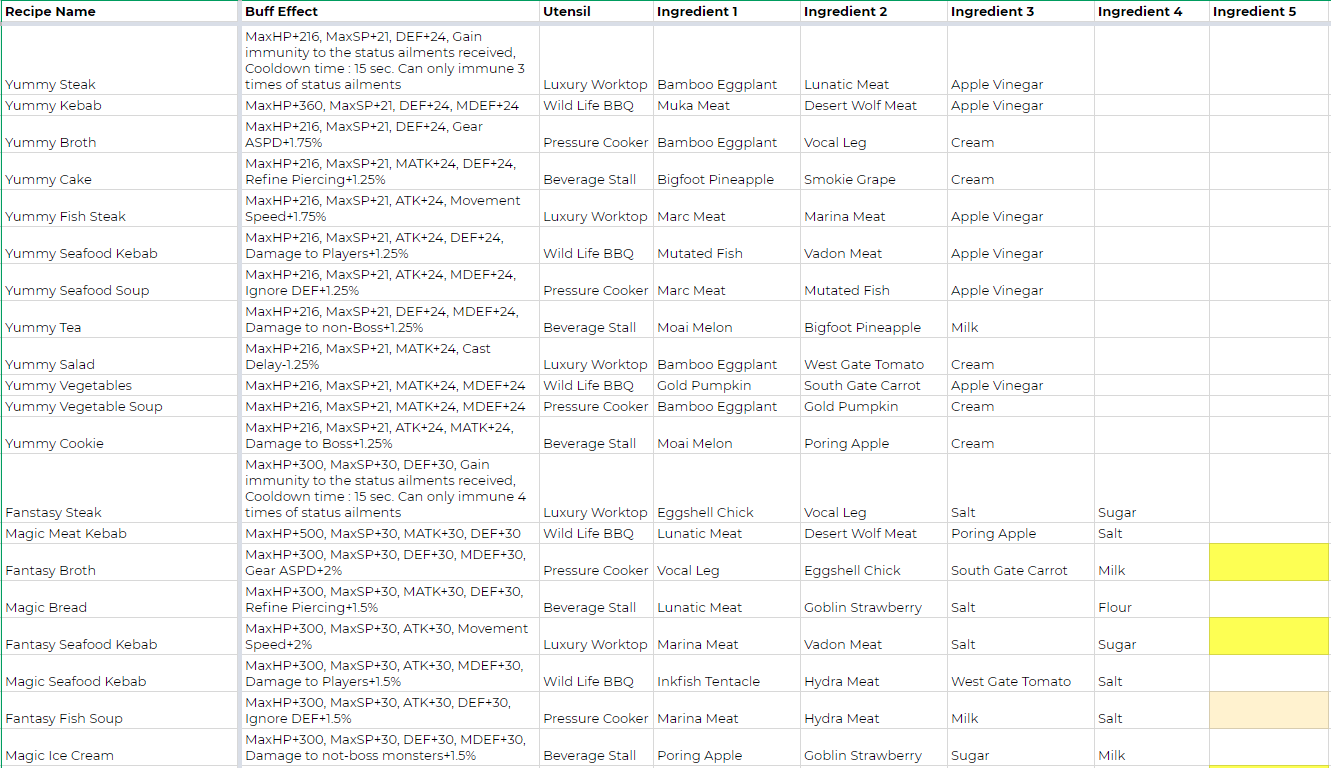 Recipe Name Buff Effect Utensil Ingredient 1 Ingredient 2 Ingredient 3 Ingredient 4 Ingredient 5
MaxHP+216, MaxSP+21, DEF+24, Gain
immunity to the status ailments received,
Cooldown time : 15 sec. Can only immune 3
Yummy Steak times of status ailments Luxury Worktop Bamboo Eggplant Lunatic Meat Apple Vinegar
Yummy Kebab MaxHP+360, MaxSP+21, DEF+24, MDEF+24 Wild Life BBQ Muka Meat Desert Wolf Meat Apple Vinegar
MaxHP+216, MaxSP+21, DEF+24, Gear
Yummy Broth ASPD+1.75% Pressure Cooker Bamboo Eggplant Vocal Leg Cream
MaxHP+216, MaxSP+21, MATK+24, DEF+24,
Yummy Cake Refine Piercing+1.25% Beverage Stall Bigfoot Pineapple Smokie Grape Cream
MaxHP+216, MaxSP+21, ATK+24, Movement
Yummy Fish Steak Speed+1.75% Luxury Worktop Marc Meat Marina Meat Apple Vinegar
MaxHP+216, MaxSP+21, ATK+24, DEF+24,
Yummy Seafood Kebab Damage to Players+1.25% Wild Life BBQ Mutated Fish Vadon Meat Apple Vinegar
MaxHP+216, MaxSP+21, ATK+24, MDEF+24,
Yummy Seafood Soup Ignore DEF+1.25% Pressure Cooker Marc Meat Mutated Fish Apple Vinegar
MaxHP+216, MaxSP+21, DEF+24, MDEF+24,
Yummy Tea Damage to non-Boss+1.25% Beverage Stall Moai Melon Bigfoot Pineapple Milk
MaxHP+216, MaxSP+21, MATK+24, Cast
Yummy Salad Delay-1.25% Luxury Worktop Bamboo Eggplant West Gate Tomato Cream
Yummy Vegetables MaxHP+216, MaxSP+21, MATK+24, MDEF+24 Wild Life BBQ Gold Pumpkin South Gate Carrot Apple Vinegar
Yummy Vegetable Soup MaxHP+216, MaxSP+21, MATK+24, MDEF+24 Pressure Cooker Bamboo Eggplant Gold Pumpkin Cream
MaxHP+216, MaxSP+21, ATK+24, MATK+24,
Yummy Cookie Damage to Boss+1.25% Beverage Stall Moai Melon Poring Apple Cream
MaxHP+300, MaxSP+30, DEF+30, Gain
immunity to the status ailments received,
Cooldown time : 15 sec. Can only immune 4
Fanstasy Steak times of status ailments Luxury Worktop Eggshell Chick Vocal Leg Salt Sugar
Magic Meat Kebab MaxHP+500, MaxSP+30, MATK+30, DEF+30 Wild Life BBQ Lunatic Meat Desert Wolf Meat Poring Apple Salt
MaxHP+300, MaxSP+30, DEF+30, MDEF+30,
Fantasy Broth Gear ASPD+2% Pressure Cooker Vocal Leg Eggshell Chick South Gate Carrot Milk
MaxHP+300, MaxSP+30, MATK+30, DEF+30,
Magic Bread Refine Piercing+1.5% Beverage Stall Lunatic Meat Goblin Strawberry Salt Flour
MaxHP+300, MaxSP+30, ATK+30, Movement
Fantasy Seafood Kebab Speed+2% Luxury Worktop Marina Meat Vadon Meat Salt Sugar
MaxHP+300, MaxSP+30, ATK+30, MDEF+30,
Magic Seafood Kebab Damage to Players+1.5% Wild Life BBQ Inkfish Tentacle Hydra Meat West Gate Tomato Salt
MaxHP+300, MaxSP+30, ATK+30, DEF+30,
Fantasy Fish Soup Ignore DEF+1.5% Pressure Cooker Marina Meat Hydra Meat Milk Salt
MaxHP+300, MaxSP+30, DEF+30, MDEF+30,
Magic Ice Cream Damage to not-boss monsters+1.5% Beverage Stall Poring Apple Goblin Strawberry Sugar Milk